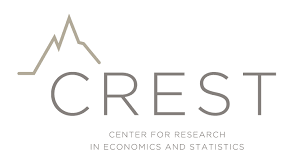 CREST
CENTER FOR RESEARCH
IN ECONOMICS AND STATISTICS